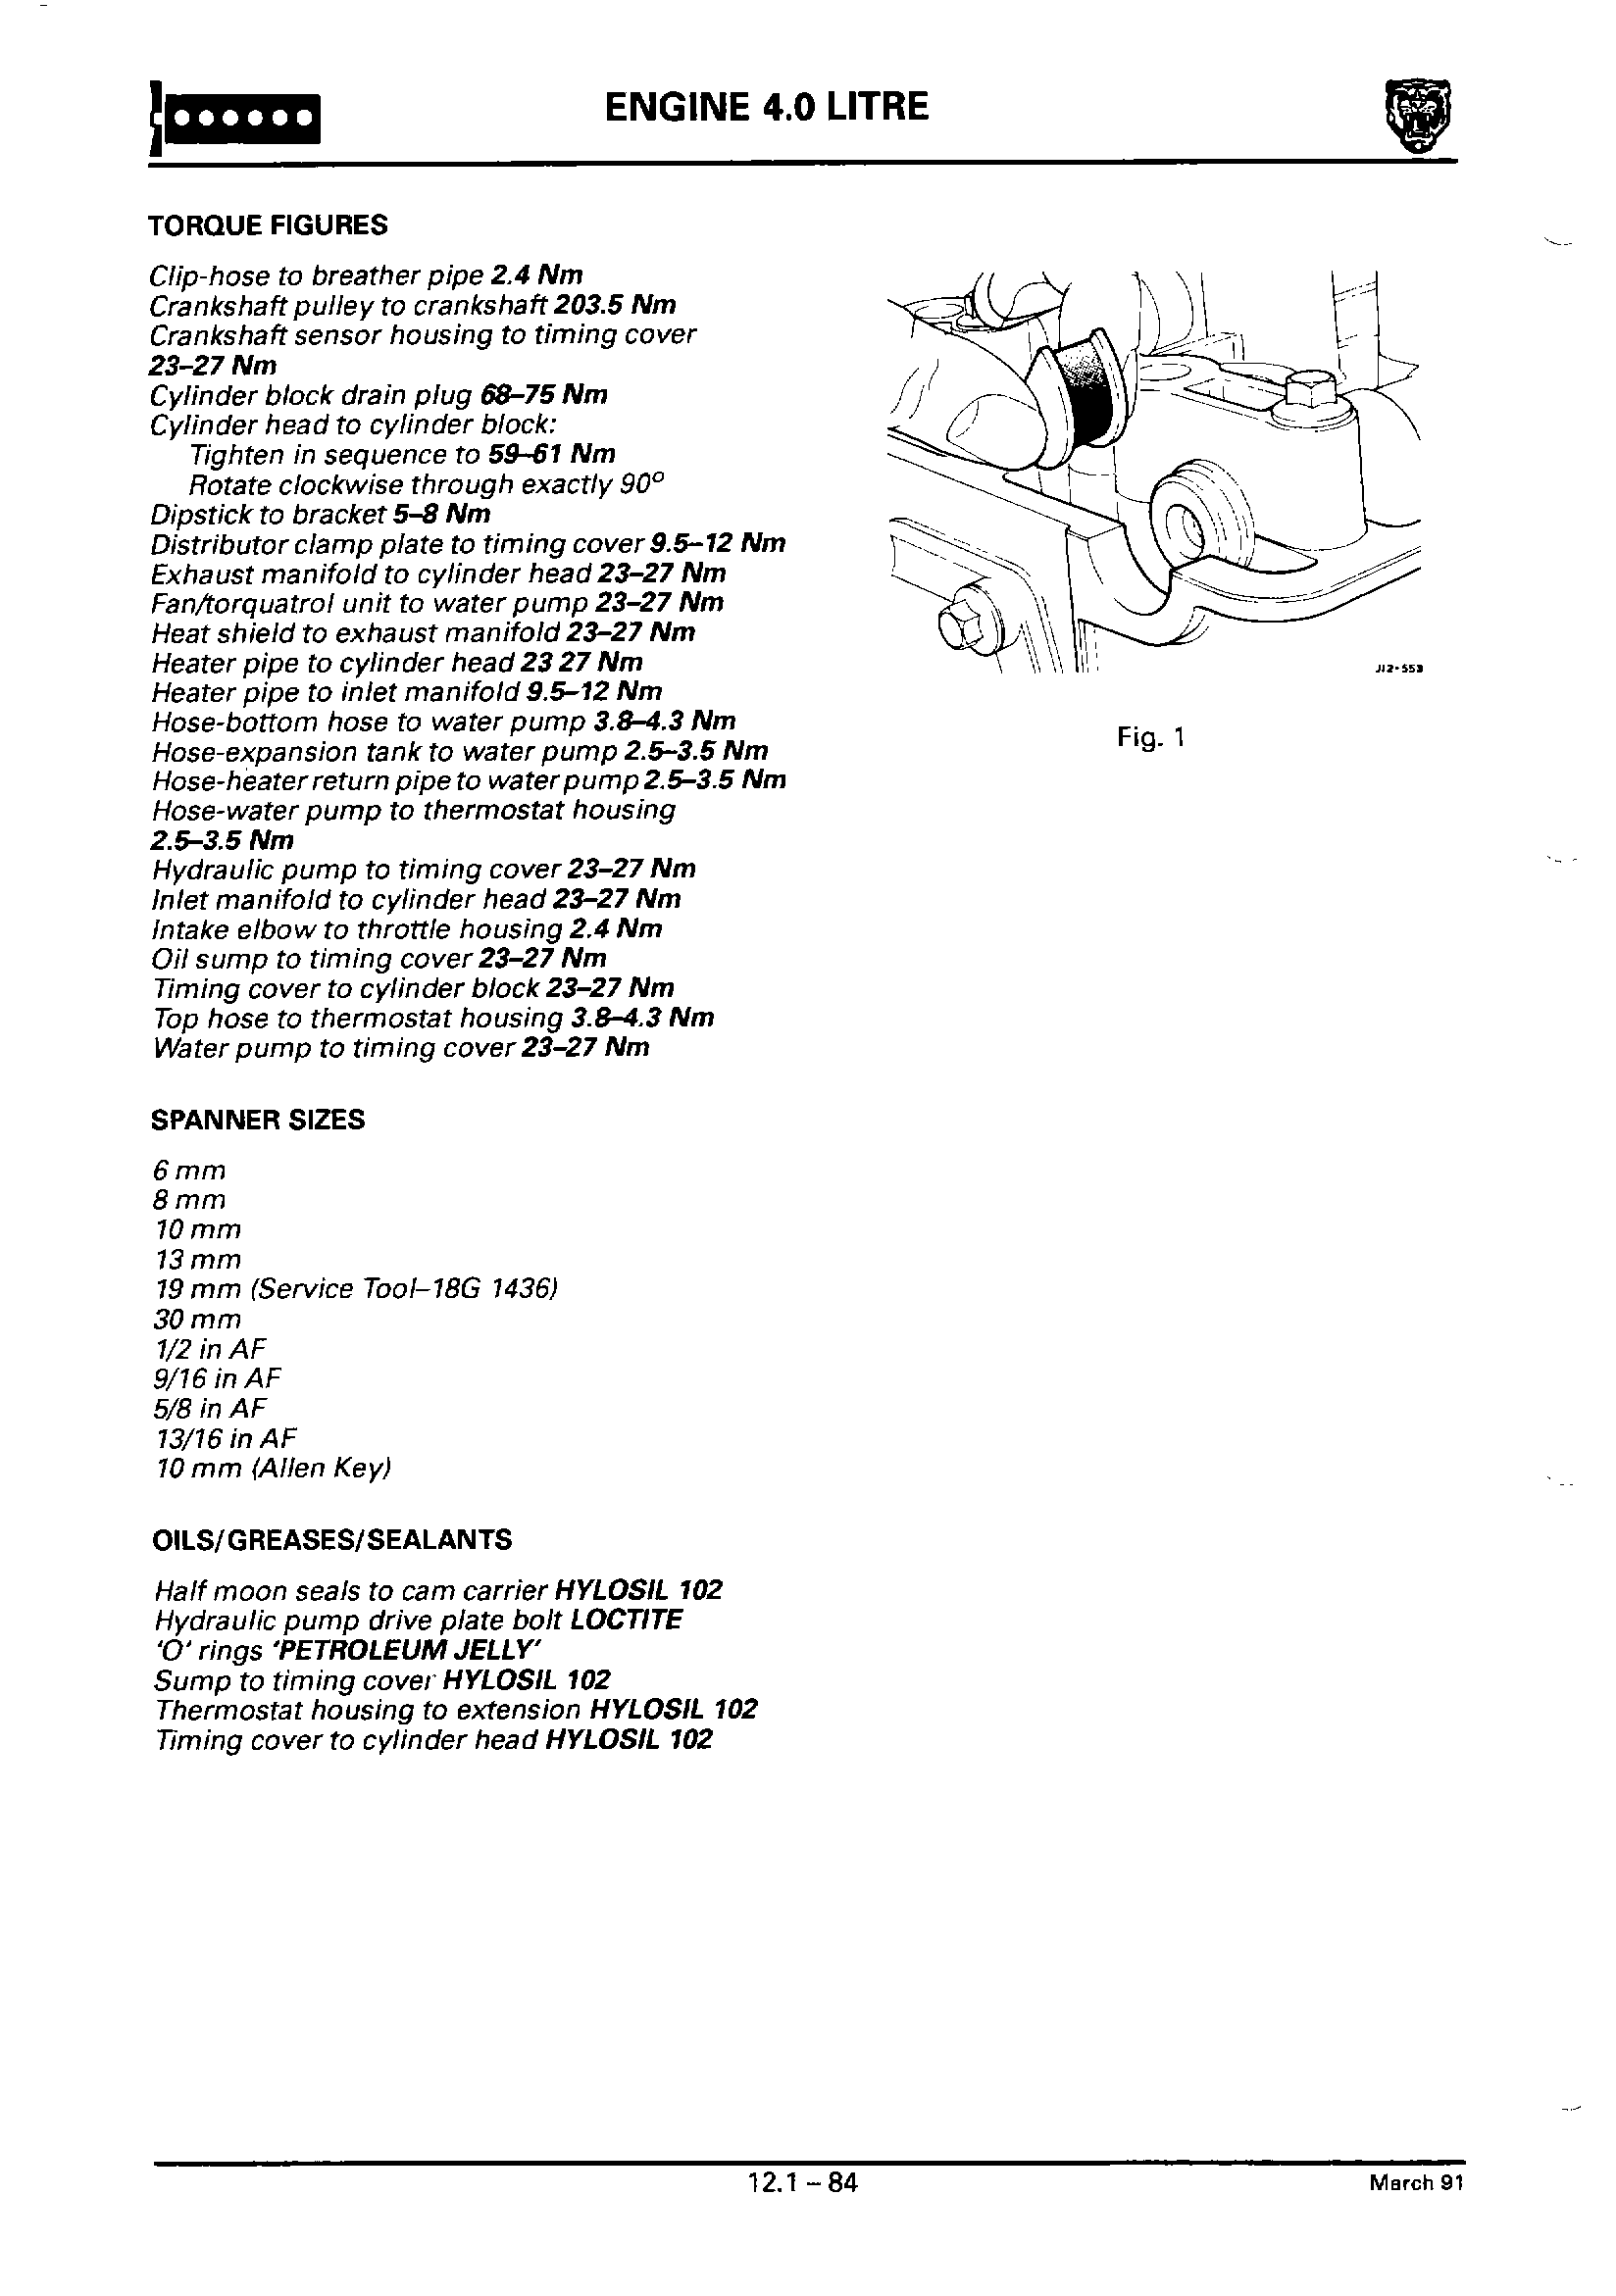 ENGINE 4.0 LITRE
TORQUE FIGURES
Clip-hose to breather pipe 2.4 Nm
Crankshaft pulley to crankshaft 203.5 Nm
Crankshaft sensor housing to timing cover
23–27 Nm
Cylinder block drain plug 68–75 Nm
Cylinder head to cylinder block:
Tighten in sequence to 59–61 Nm
Rotate clockwise through exactly 90°
Dipstick to bracket 5–8 Nm
Distributor clamp plate to timing cover 9.5–12 Nm
Exhaust manifold to cylinder head 23–27 Nm
Fan/torquatrol unit to water pump 23–27 Nm
Heat shield to exhaust manifold 23–27 Nm
Heater pipe to cylinder head 23 27 Nm
Heater pipe to inlet manifold 9.5–12 Nm
Hose-bottom hose to water pump 3.8–4.3 Nm
Hose-expansion tank to water pump 2.5–3.5 Nm
Hose-heater return pipe to water pump 2.5–3.5 Nm
Hose-water pump to thermostat housing
2.5–3.5 Nm
Hydraulic pump to timing cover 23–27 Nm
Inlet manifold to cylinder head 23–27 Nm
Intake elbow to throttle housing 2.4 Nm
Oil sump to timing cover 23–27 Nm
Timing cover to cylinder block 23–27 Nm
Top hose to thermostat housing 3.8–4.3 Nm
Water pump to timing cover 23–27 Nm
SPANNER SIZES
6 mm
8 mm
10 mm
13 mm
19 mm (Service Tool–18G 1436)
30 mm
1/2 in AF
9/16 in AF
5/8 in AF
13/16 in AF
10 mm (Allen Key)
OILS/GREASES/SEALANTS
Half moon seals to cam carrier HYLOSIL 102
Hydraulic pump drive plate bolt LOCTITE
'O' rings 'PETROLEUM JELLY'
Sump to timing cover HYLOSIL 102
Thermostat housing to extension HYLOSIL 102
Timing cover to cylinder head HYLOSIL 102
J12-553
Fig. 1
12.1 – 84
March 91